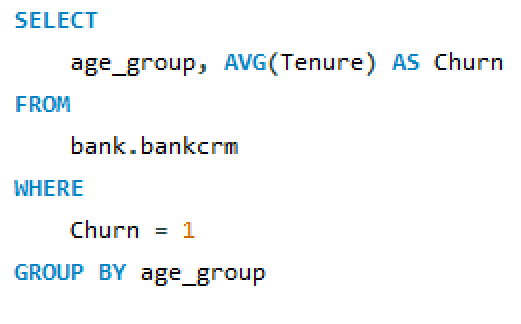 SELECT
age_group, AVG(Tenure) AS Churn
FROM
bank.bankcrm
WHERE
Churn = 1
GROUP BY age_group